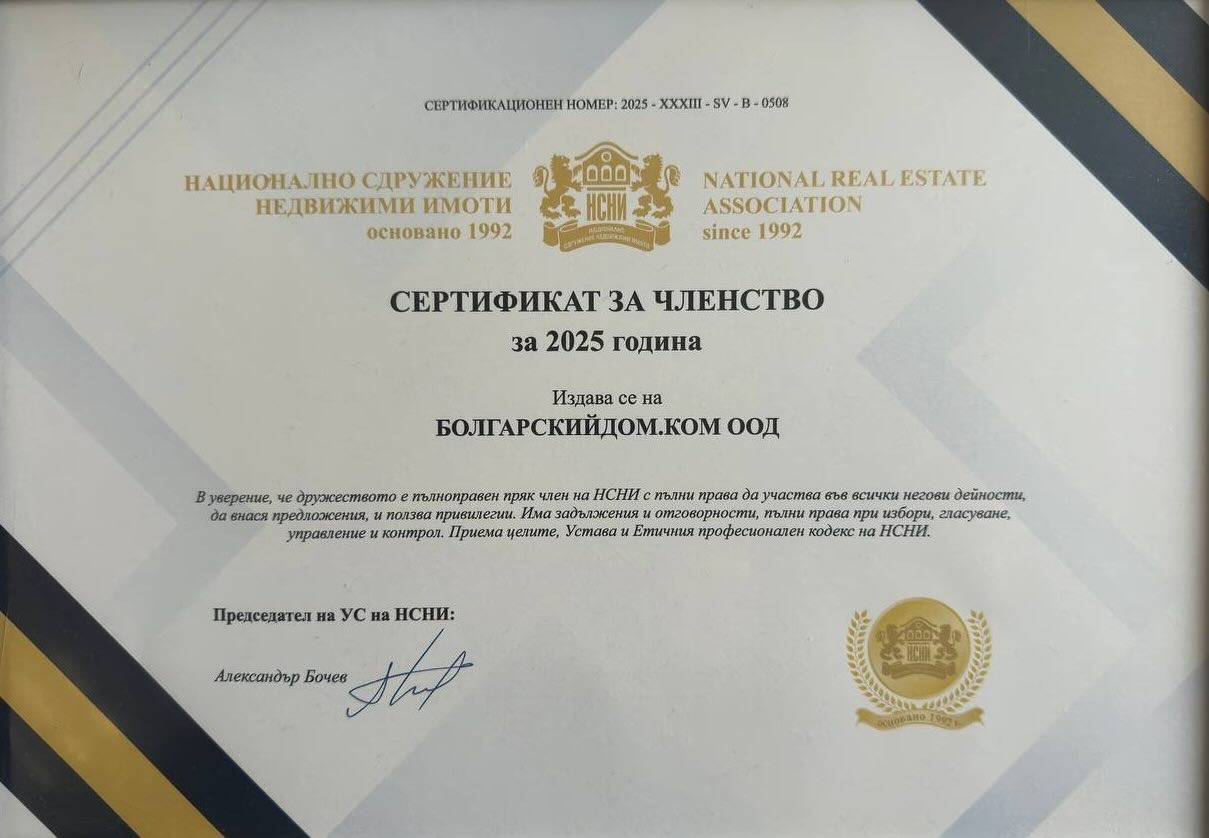 СЕРТИФИКАЦИОНЕН НОМЕР: 2025 - XXXIII - SV - B - 0508
НАЦИОНАЛНО СДРУЖЕНИЕ
НЕДВИЖИМИ ИМОТИ
основано 1992
НСНИ
НАЦИОНАЛНО
СДРУЖЕНИЕ НЕДВИЖИМИ ИМОТИ
NATIONAL REAL ESTATE
ASSOCIATION
since 1992
СЕРТИФИКАТ ЗА ЧЛЕНСТВО
за 2025 година
Издава се на
БОЛГАРСКИЙДОМ.КОМ ООД
В уверение, че дружеството е пълноправен пряк член на НСНИ с пълни права да участва във всички негови дейности,
да внася предложения, и ползва привилегии. Има задължения и отговорности, пълни права при избори, гласуване,
управление и контрол. Приема целите, Устава и Етичния професионален кодекс на НСНИ.
Председател на УС на НСНИ:
Александър Бочев
НСНИ
основано 1992 г.